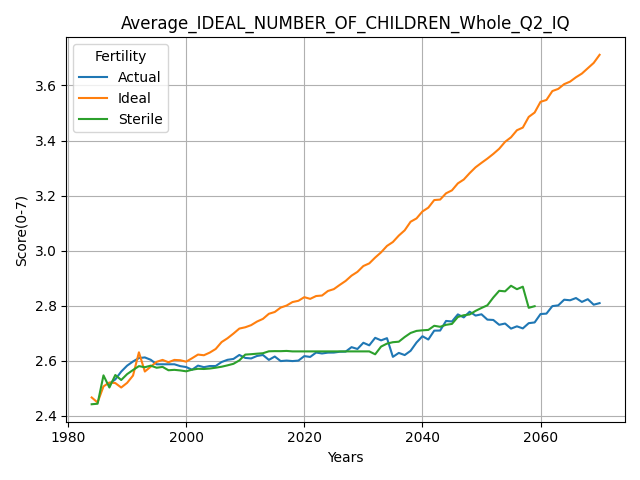 Average_IDEAL_NUMBER_OF_CHILDREN_Whole_Q2_IQ
Fertility
Actual
Ideal
Sterile
Score(0-7)
3.6
3.4
3.2
3.0
2.8
2.6
2.4
1980
2000
2020
2040
2060
Years